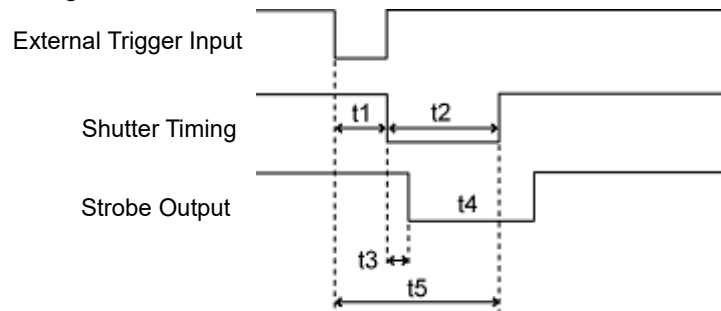 External Trigger Input
t1
t2
Shutter Timing
t4
Strobe Output
t3
t5